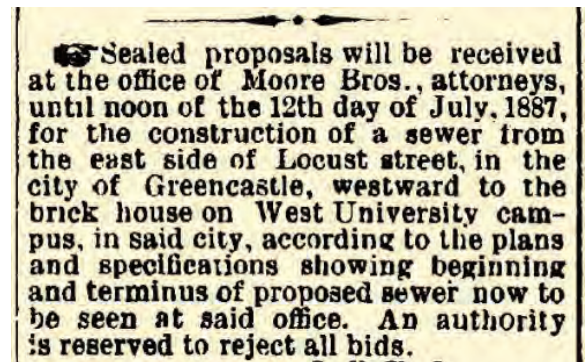 ☛Sealed proposals will be received
at the office of Moore Bros., attorneys,
until noon of the 12th day of July, 1887,
for the construction of a sewer from
the east side of Locust street, in the
city of Greencastle, westward to the
brick house on West University cam-
pus, in said city, according to the plans
and specifications showing beginning
and terminus of proposed sewer now to
be seen at said office. An authority
is reserved to reject all bids.